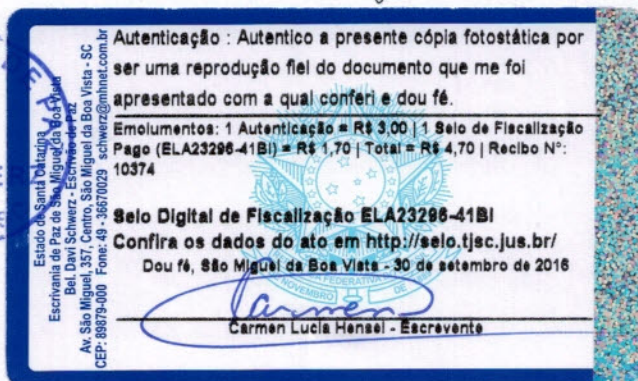 Estado de Santa Catarina
Escrivania de Paz de São Miguel da Boa Vista
Bel. Davi Schwerz - Escrivão de Paz
Av. São Miguel, 357, Centro, São Miguel da Boa Vista - SC
CEP: 89879-000 Fone: 49 - 36670029 schwerz@mhnet.com.br
Autenticação : Autentico a presente cópia fotostática por
ser uma reprodução fiel do documento que me foi
apresentado com a qual conferi e dou fé.
Emolumentos: 1 Autenticação = R$ 3,00 | 1 Selo de Fiscalização
Pago (ELA23296-41BI) = R$ 1,70 | Total = R$ 4,70 | Recibo Nº:
10374
Selo Digital de Fiscalização ELA23296-41BI
Confira os dados do ato em http://selo.tjsc.jus.br/
Dou fé, São Miguel da Boa Vista - 30 de setembro de 2016
Carmen
Carmen Lucia Hensel - Escrevente